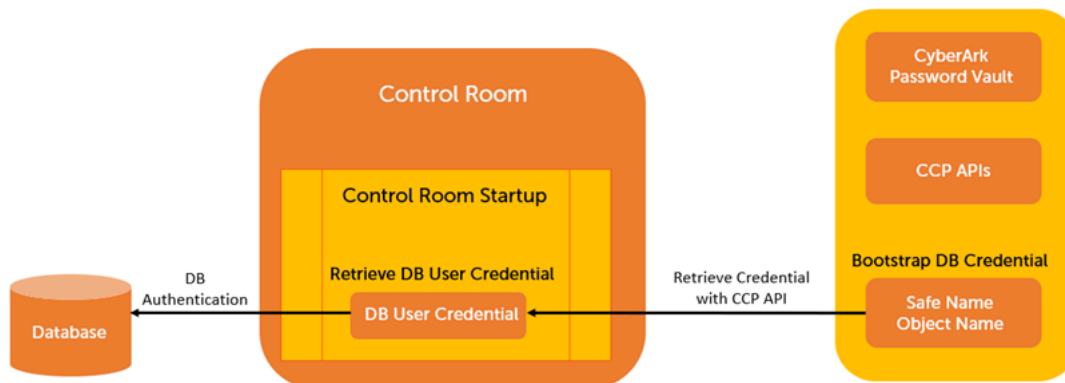 Control Room
Control Room Startup
Retrieve DB User Credential
DB User Credential
DB
Authentication
Database
Retrieve Credential
with CCP API
CyberArk
Password Vault
CCP APIs
Bootstrap DB Credential
Safe Name
Object Name